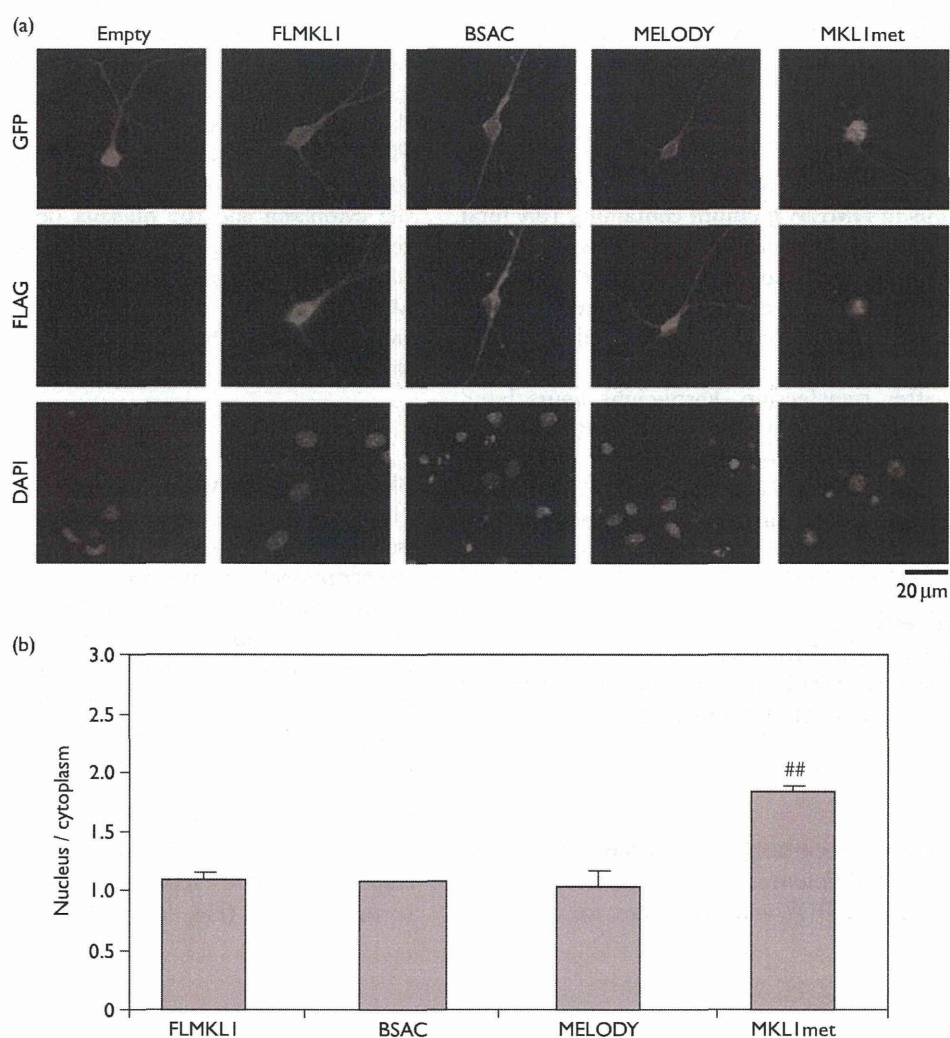 (a)
Empty FLMKL1 BSAC MELODY MKL1met
GFP
FLAG
DAPI
20 μm
(b)
3.0
2.5
2.0
1.5
1.0
0.5
0
Nucleus / cytoplasm
##
FLMKL1 BSAC MELODY MKL1met